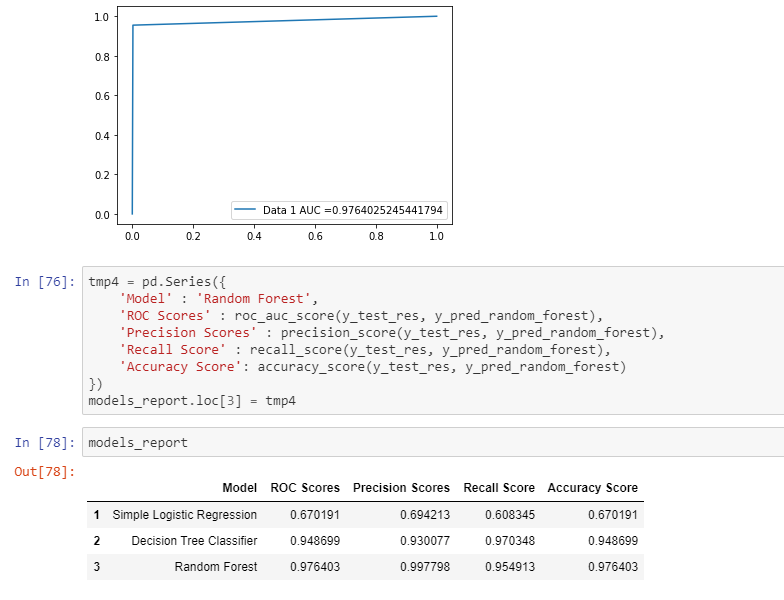 1.0
0.8
0.6
0.4
0.2
0.0
Data 1 AUC =0.9764025245441794
0.0 0.2 0.4 0.6 0.8 1.0
In [76]: tmp4 = pd.Series({
'Model' : 'Random Forest',
'ROC Scores' : roc_auc_score(y_test_res, y_pred_random_forest),
'Precision Scores' : precision_score(y_test_res, y_pred_random_forest),
'Recall Score' : recall_score(y_test_res, y_pred_random_forest),
'Accuracy Score': accuracy_score(y_test_res, y_pred_random_forest)
})
models_report.loc[3] = tmp4
In [78]: models_report
Out[78]:
Model ROC Scores Precision Scores Recall Score Accuracy Score
1 Simple Logistic Regression 0.670191 0.694213 0.608345 0.670191
2 Decision Tree Classifier 0.948699 0.930077 0.970348 0.948699
3 Random Forest 0.976403 0.997798 0.954913 0.976403